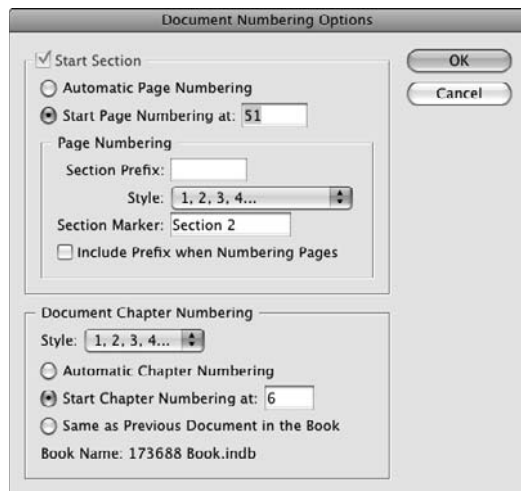 Document Numbering Options
Start Section
Automatic Page Numbering
Start Page Numbering at: 51
Page Numbering
Section Prefix:
Style: 1, 2, 3, 4...
Section Marker: Section 2
Include Prefix when Numbering Pages
OK
Cancel
Document Chapter Numbering
Style: 1, 2, 3, 4...
Automatic Chapter Numbering
Start Chapter Numbering at: 6
Same as Previous Document in the Book
Book Name: 173688 Book.indb